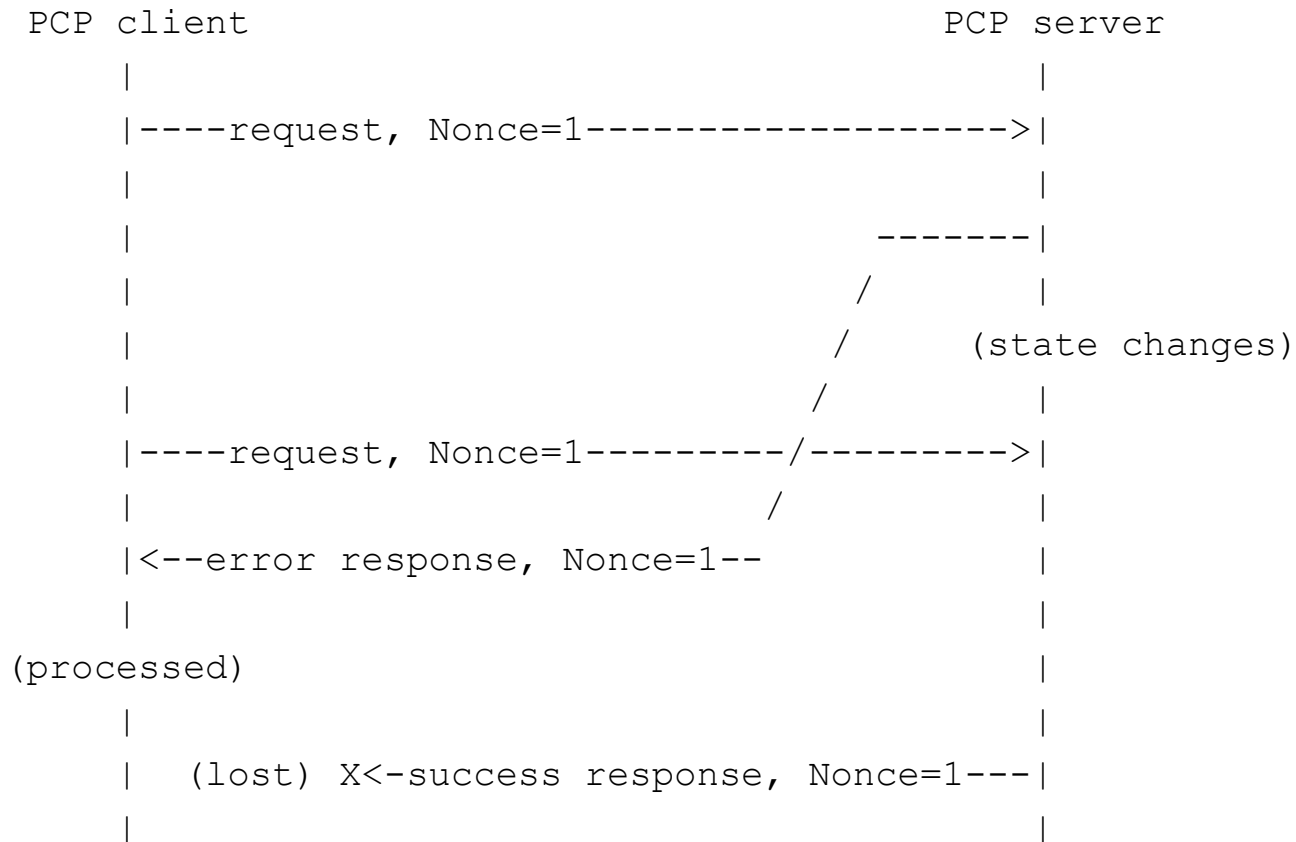 PCP client                                  PCP server
     |                                             |
     |----request, Nonce=1--------------------->|
     |                                             |
     |                                     -------|
     |                                    /        |
     |                                   /     (state changes)
     |                                  /          |
     |----request, Nonce=1----------/---------->|
     |                                /            |
     |<--error response, Nonce=1--              |
     |                                             |
(processed)                                        |
     |                                             |
     |  (lost) X<-success response, Nonce=1---|
     |                                             |